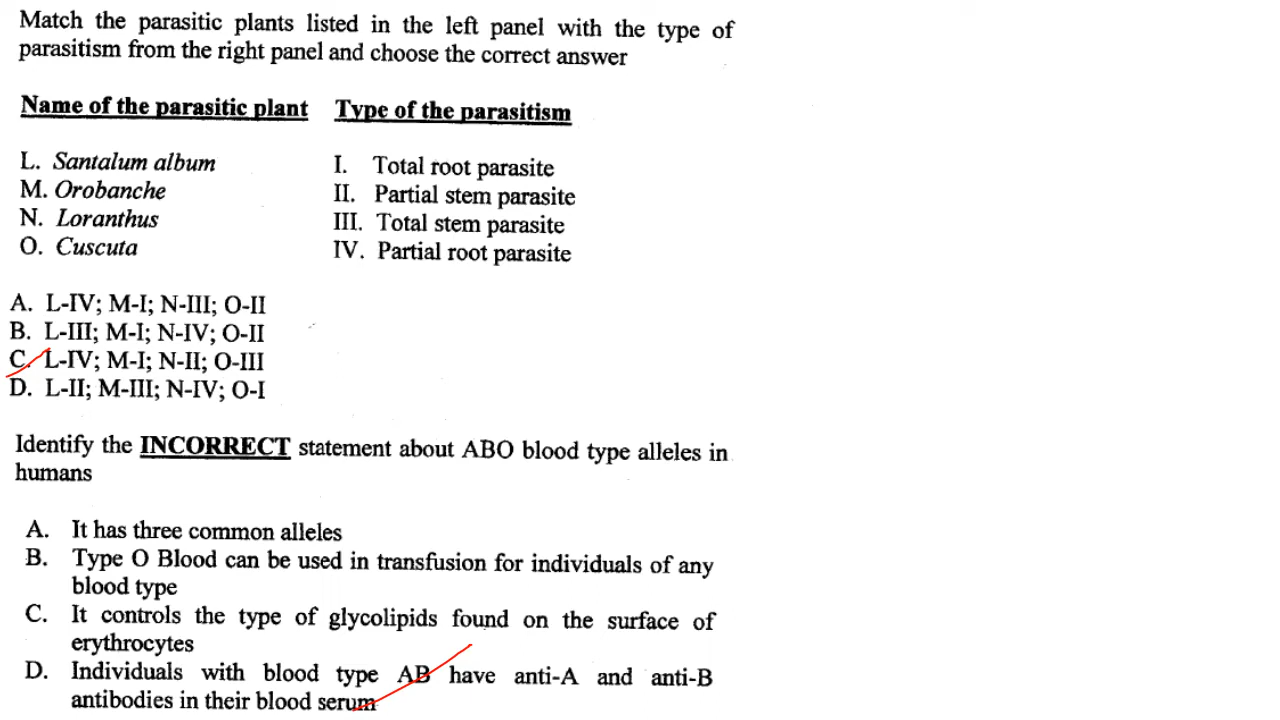 Match the parasitic plants listed in the left panel with the type of
parasitism from the right panel and choose the correct answer
Name of the parasitic plant Type of the parasitism
L. Santalum album I. Total root parasite
M. Orobanche II. Partial stem parasite
N. Loranthus III. Total stem parasite
O. Cuscuta IV. Partial root parasite
A. L-IV; M-I; N-III; O-II
B. L-III; M-I; N-IV; O-II
C. L-IV; M-I; N-II; O-III
D. L-II; M-III; N-IV; O-I
Identify the INCORRECT statement about ABO blood type alleles in
humans
A. It has three common alleles
B. Type O Blood can be used in transfusion for individuals of any
blood type
C. It controls the type of glycolipids found on the surface of
erythrocytes
D. Individuals with blood type AB have anti-A and anti-B
antibodies in their blood serum